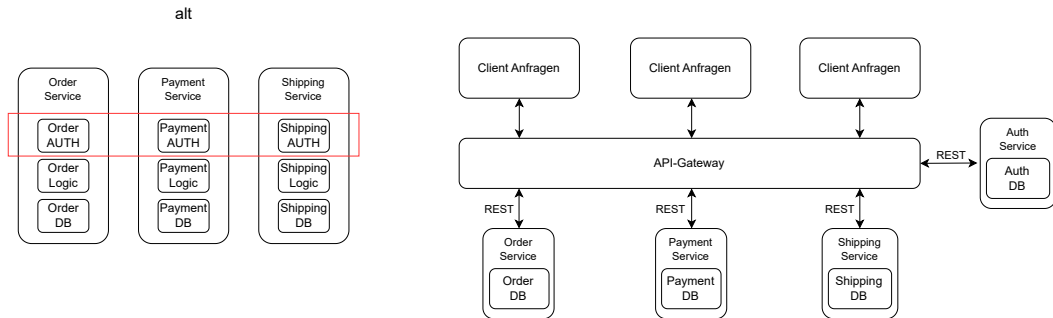 alt
Order
Service
Order
AUTH
Order
Logic
Order
DB
Payment
Service
Payment
AUTH
Payment
Logic
Payment
DB
Shipping
Service
Shipping
AUTH
Shipping
Logic
Shipping
DB
Client Anfragen
Client Anfragen
Client Anfragen
API-Gateway
REST
Auth
Service
Auth
DB
REST
REST
REST
Order
Service
Order
DB
Payment
Service
Payment
DB
Shipping
Service
Shipping
DB